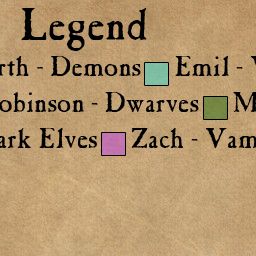 Legend
rth - Demons Emil - V
obinson - Dwarves M
ark Elves Zach - Vam